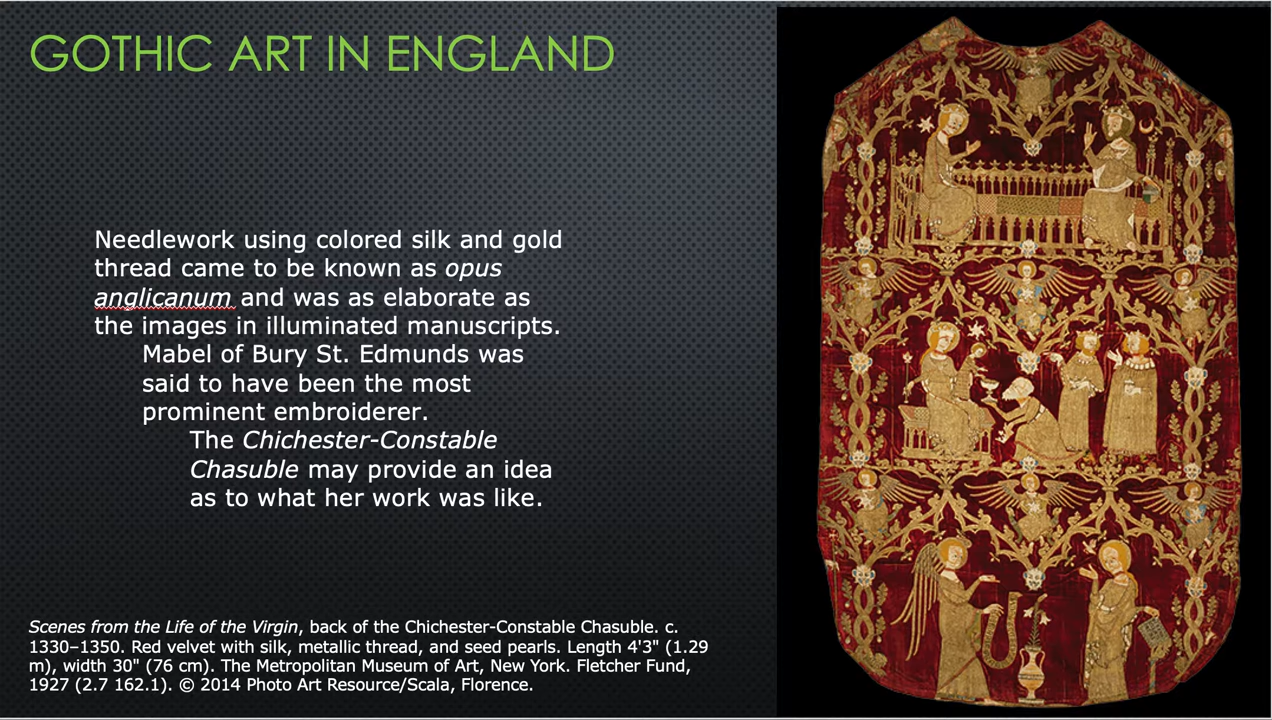 GOTHIC ART IN ENGLAND
Needlework using colored silk and gold
thread came to be known as opus
anglicanum and was as elaborate as
the images in illuminated manuscripts.
Mabel of Bury St. Edmunds was
said to have been the most
prominent embroiderer.
The Chichester-Constable
Chasuble may provide an idea
as to what her work was like.
Scenes from the Life of the Virgin, back of the Chichester-Constable Chasuble. c.
1330–1350. Red velvet with silk, metallic thread, and seed pearls. Length 4'3" (1.29
m), width 30" (76 cm). The Metropolitan Museum of Art, New York. Fletcher Fund,
1927 (2.7 162.1). © 2014 Photo Art Resource/Scala, Florence.